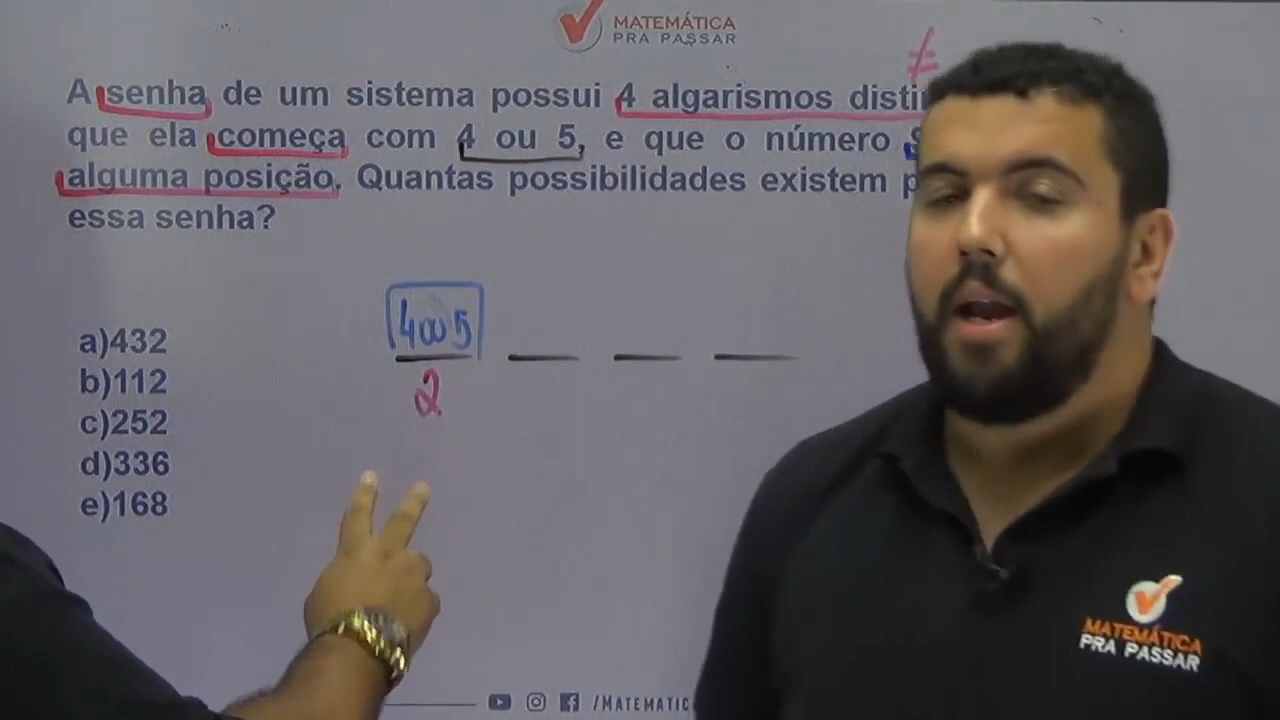 MATEMÁTICA
PRA PASSAR
≠
A senha de um sistema possui 4 algarismos
que ela começa com 4 ou 5, e que o número
alguma posição. Quantas possibilidades existem
essa senha?
4 ou 5
a)432
2
b)112
c)252
d)336
e)168
MATEMÁTICA
PRA PASSAR